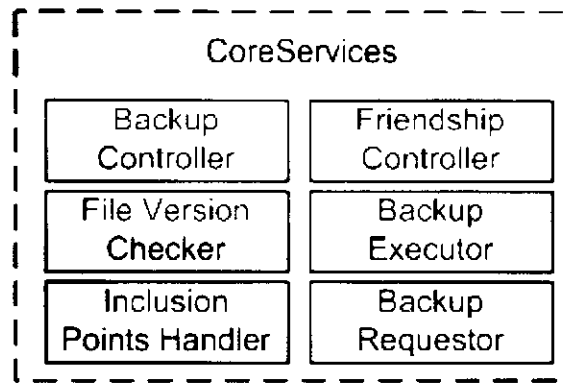 CoreServices
Backup
Controller
Friendship
Controller
File Version
Checker
Backup
Executor
Inclusion
Points Handler
Backup
Requestor